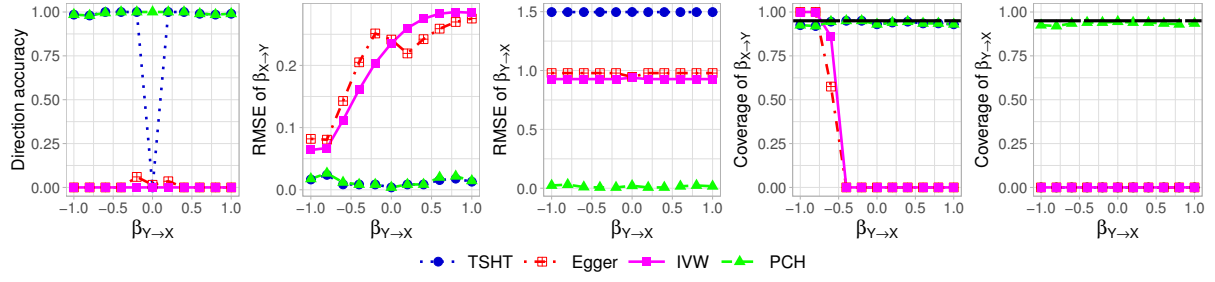 Direction accuracy
1.00
0.75
0.50
0.25
0.00
−1.0 −0.5 0.0 0.5 1.0
βY→X
RMSE of βX→Y
0.2
0.1
0.0
−1.0 −0.5 0.0 0.5 1.0
βY→X
RMSE of βY→X
1.5
1.0
0.5
0.0
−1.0 −0.5 0.0 0.5 1.0
βY→X
Coverage of βX→Y
1.00
0.75
0.50
0.25
0.00
−1.0 −0.5 0.0 0.5 1.0
βY→X
Coverage of βY→X
1.00
0.75
0.50
0.25
0.00
−1.0 −0.5 0.0 0.5 1.0
βY→X
TSHT Egger IVW PCH